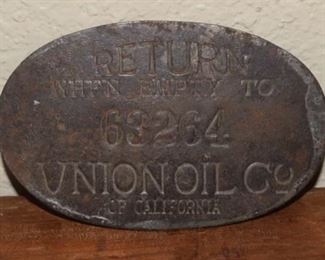 RETURN
WHEN EMPTY TO
63264
UNION OIL Co
OF CALIFORNIA